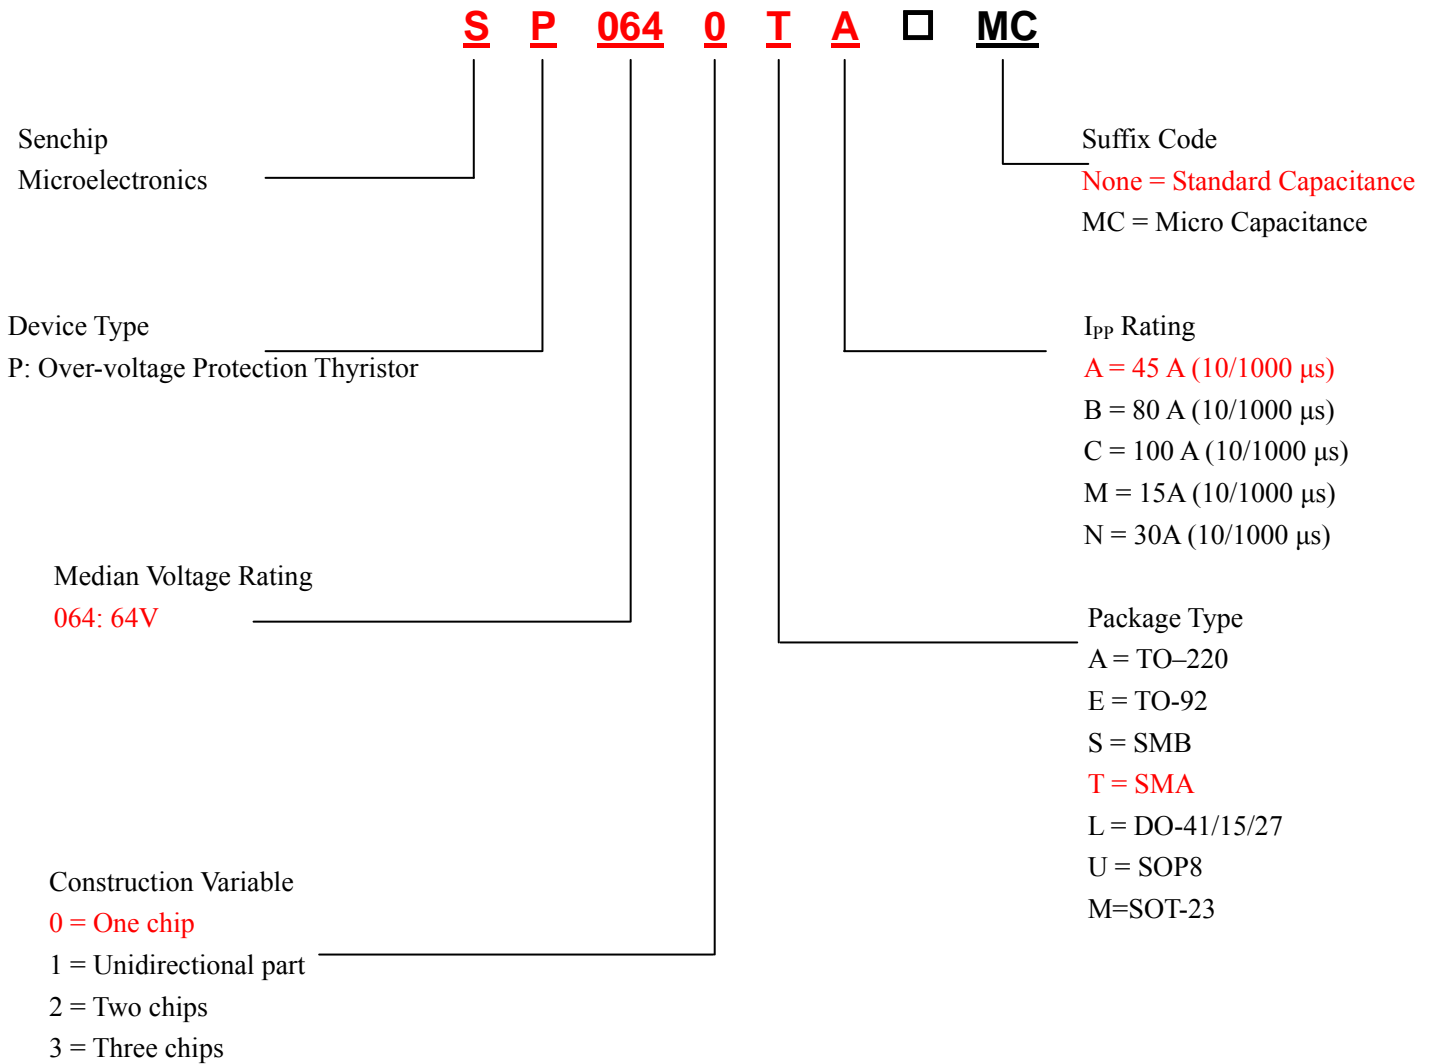 S P 064 0 T A □ MC
Senchip
Microelectronics
Device Type
P: Over-voltage Protection Thyristor
Median Voltage Rating
064: 64V
Construction Variable
0 = One chip
1 = Unidirectional part
2 = Two chips
3 = Three chips
Suffix Code
None = Standard Capacitance
MC = Micro Capacitance
IPP Rating
A = 45 A (10/1000 μs)
B = 80 A (10/1000 μs)
C = 100 A (10/1000 μs)
M = 15A (10/1000 μs)
N = 30A (10/1000 μs)
Package Type
A = TO–220
E = TO-92
S = SMB
T = SMA
L = DO-41/15/27
U = SOP8
M=SOT-23